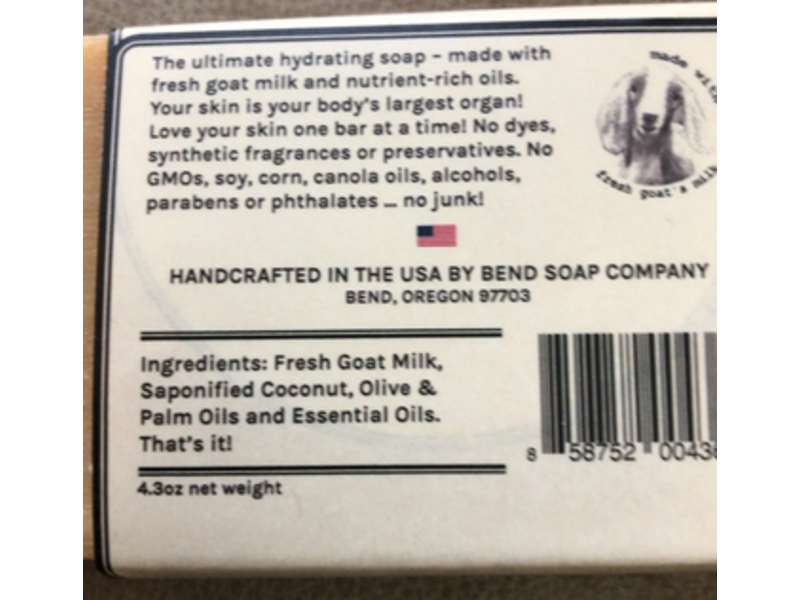 The ultimate hydrating soap – made with
fresh goat milk and nutrient-rich oils.
Your skin is your body's largest organ!
Love your skin one bar at a time! No dyes,
synthetic fragrances or preservatives. No
GMOs, soy, corn, canola oils, alcohols,
parabens or phthalates ... no junk!
made with
fresh goat's milk
HANDCRAFTED IN THE USA BY BEND SOAP COMPANY
BEND, OREGON 97703
Ingredients: Fresh Goat Milk,
Saponified Coconut, Olive &
Palm Oils and Essential Oils.
That's it!
4.3oz net weight
8 58752 00436